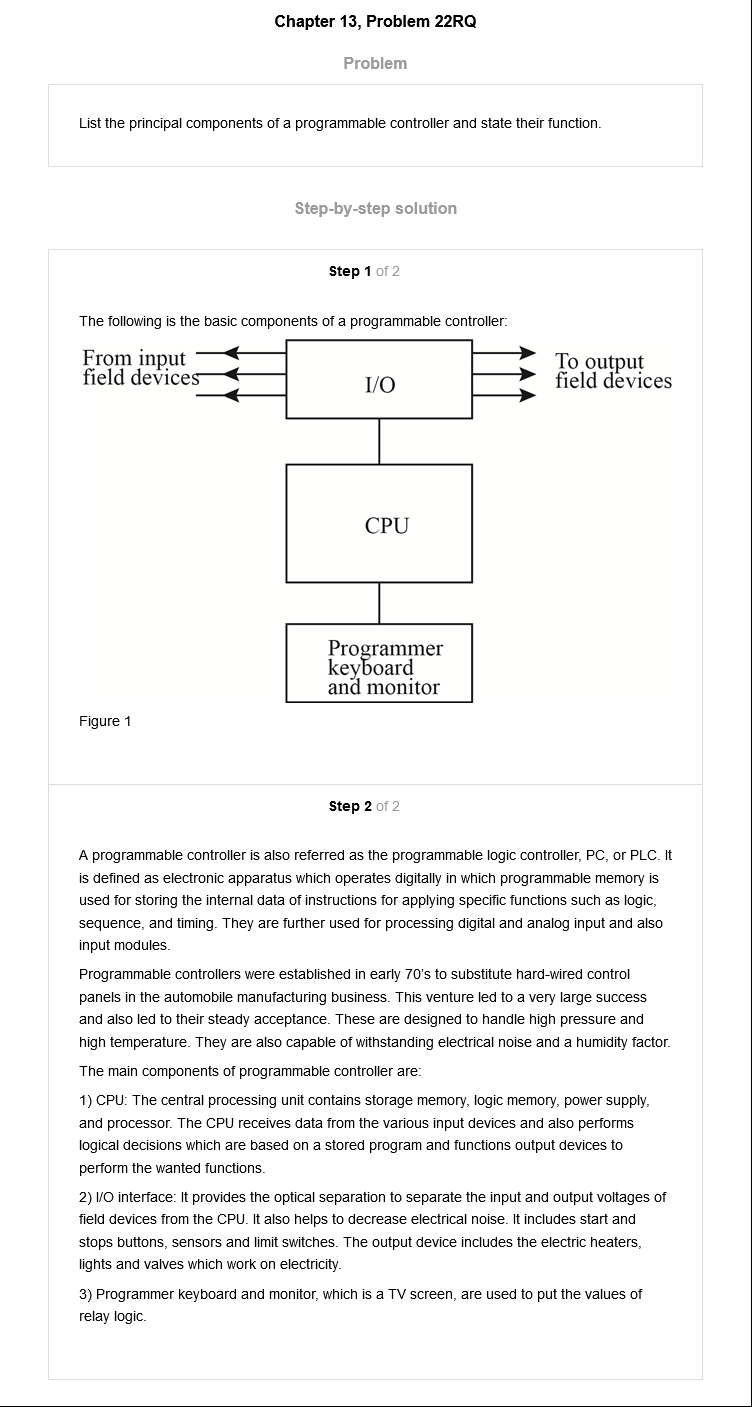 Chapter 13, Problem 22RQ
Problem
List the principal components of a programmable controller and state their function.
Step-by-step solution
Step 1 of 2
The following is the basic components of a programmable controller:
From input
field devices
I/O
To output
field devices
CPU
Programmer
keyboard
and monitor
Figure 1
Step 2 of 2
A programmable controller is also referred as the programmable logic controller, PC, or PLC. It
is defined as electronic apparatus which operates digitally in which programmable memory is
used for storing the internal data of instructions for applying specific functions such as logic,
sequence, and timing. They are further used for processing digital and analog input and also
input modules.
Programmable controllers were established in early 70's to substitute hard-wired control
panels in the automobile manufacturing business. This venture led to a very large success
and also led to their steady acceptance. These are designed to handle high pressure and
high temperature. They are also capable of withstanding electrical noise and a humidity factor.
The main components of programmable controller are:
1) CPU: The central processing unit contains storage memory, logic memory, power supply,
and processor. The CPU receives data from the various input devices and also performs
logical decisions which are based on a stored program and functions output devices to
perform the wanted functions.
2) I/O interface: It provides the optical separation to separate the input and output voltages of
field devices from the CPU. It also helps to decrease electrical noise. It includes start and
stops buttons, sensors and limit switches. The output device includes the electric heaters,
lights and valves which work on electricity.
3) Programmer keyboard and monitor, which is a TV screen, are used to put the values of
relay logic.